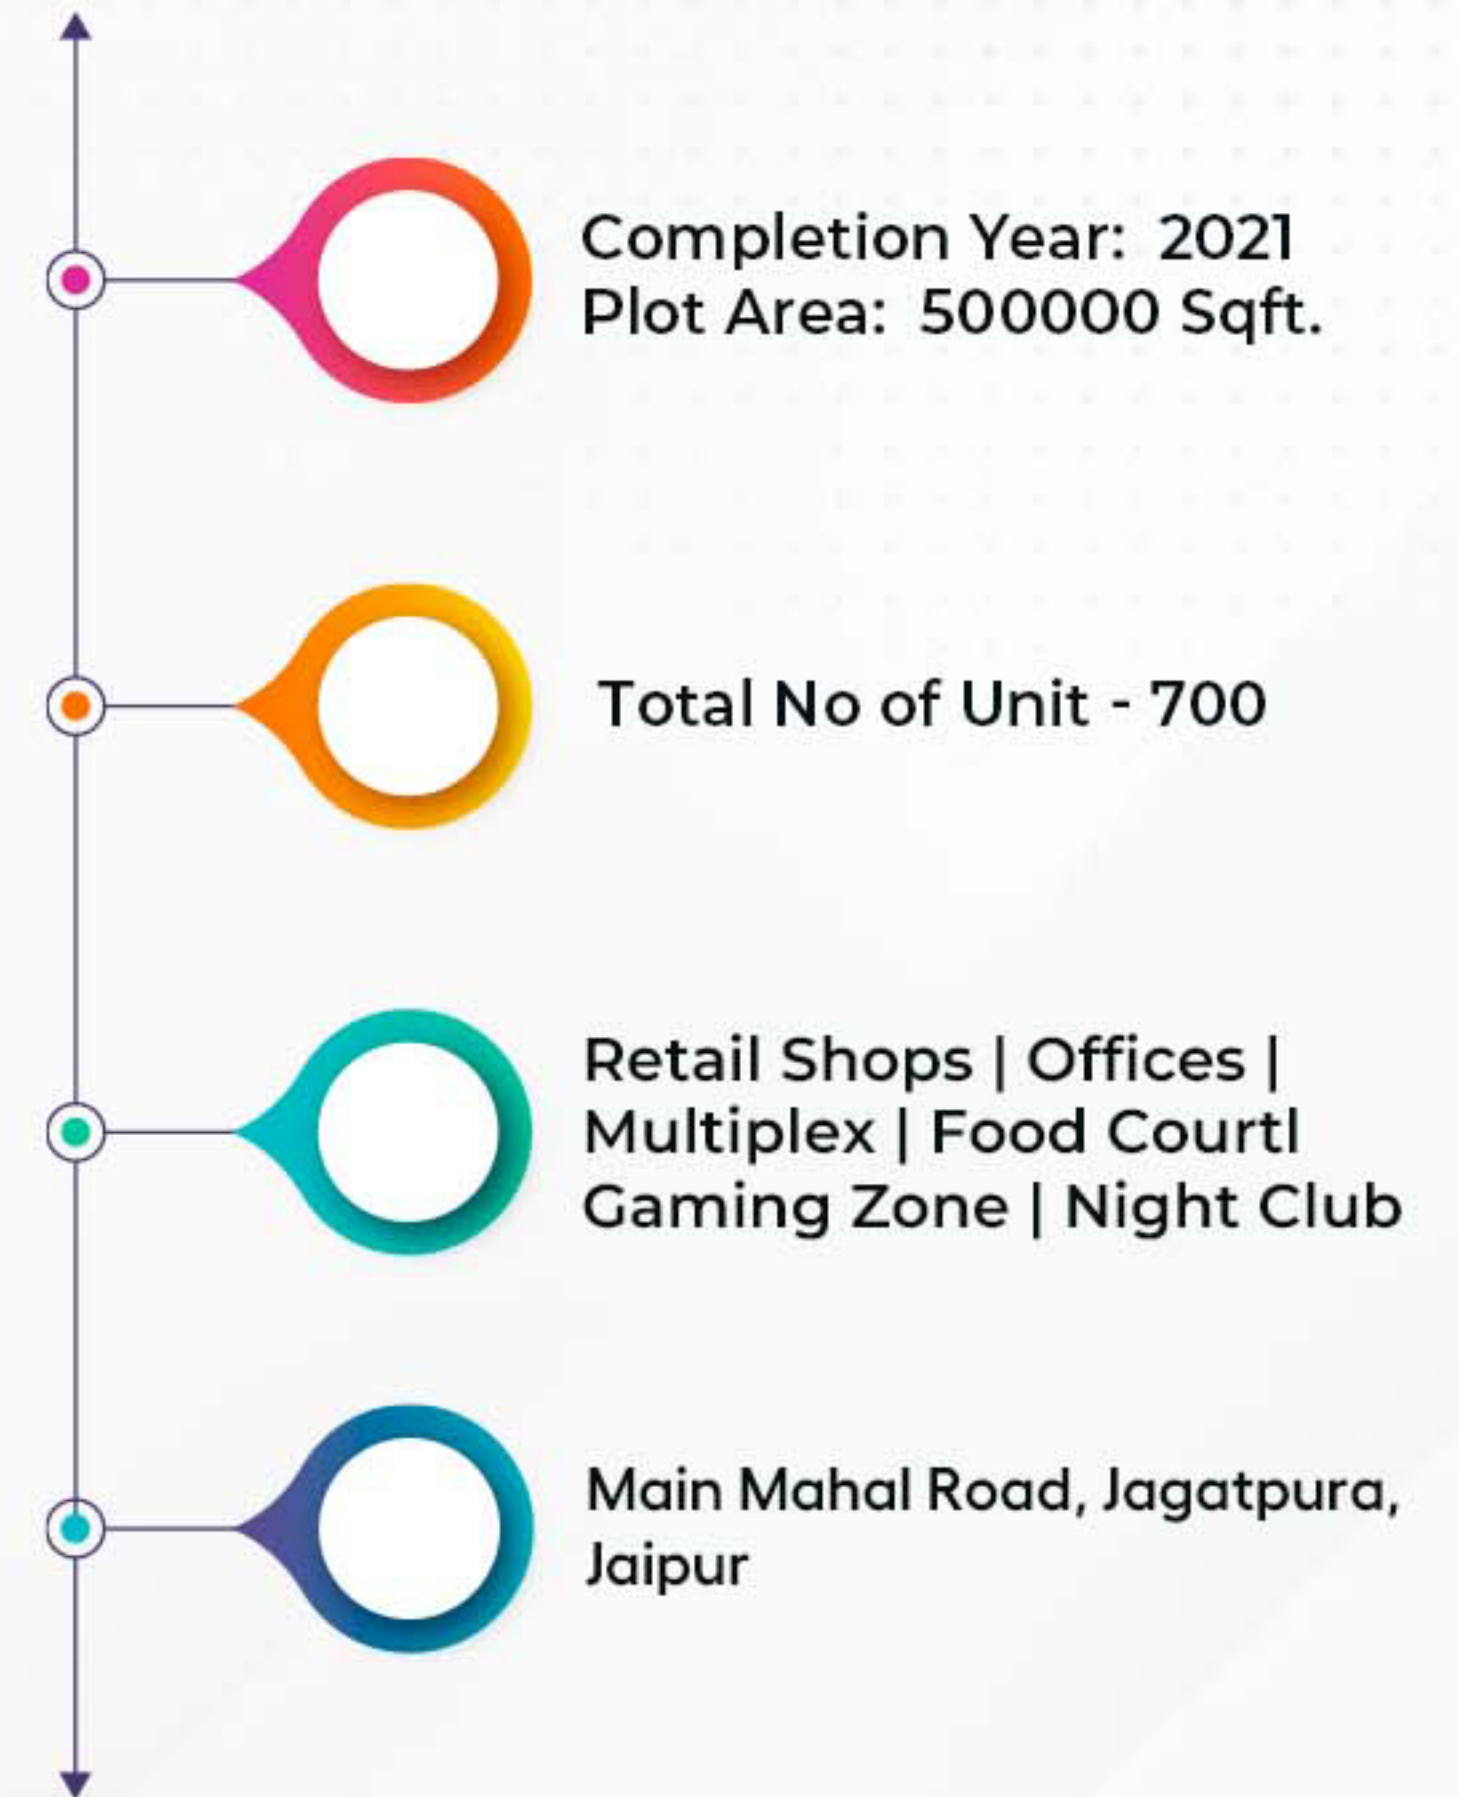 Completion Year: 2021
Plot Area: 500000 Sqft.
Total No of Unit - 700
Retail Shops | Offices |
Multiplex | Food Courtl
Gaming Zone | Night Club
Main Mahal Road, Jagatpura,
Jaipur